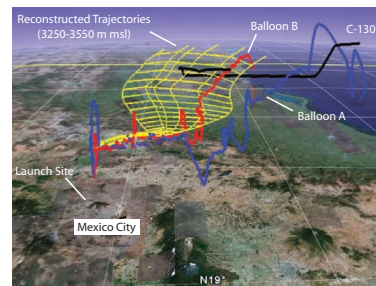 Reconstructed Trajectories
(3250-3550 m msl)
Balloon B
C-130
Balloon A
Launch Site
Mexico City
N19°